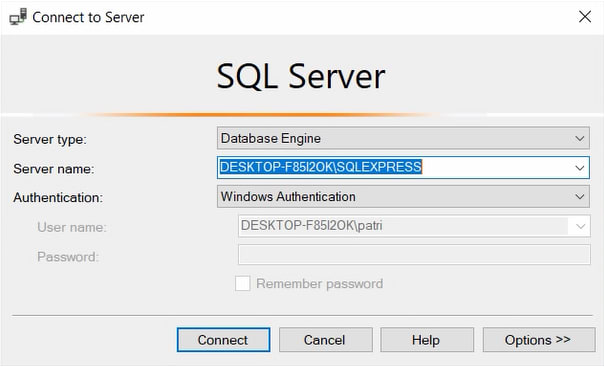 Connect to Server
SQL Server
Server type: Database Engine
Server name: DESKTOP-F85I2OK\SQLEXPRESS
Authentication: Windows Authentication
User name: DESKTOP-F85I2OK\patri
Password:
Remember password
Connect Cancel Help Options >>